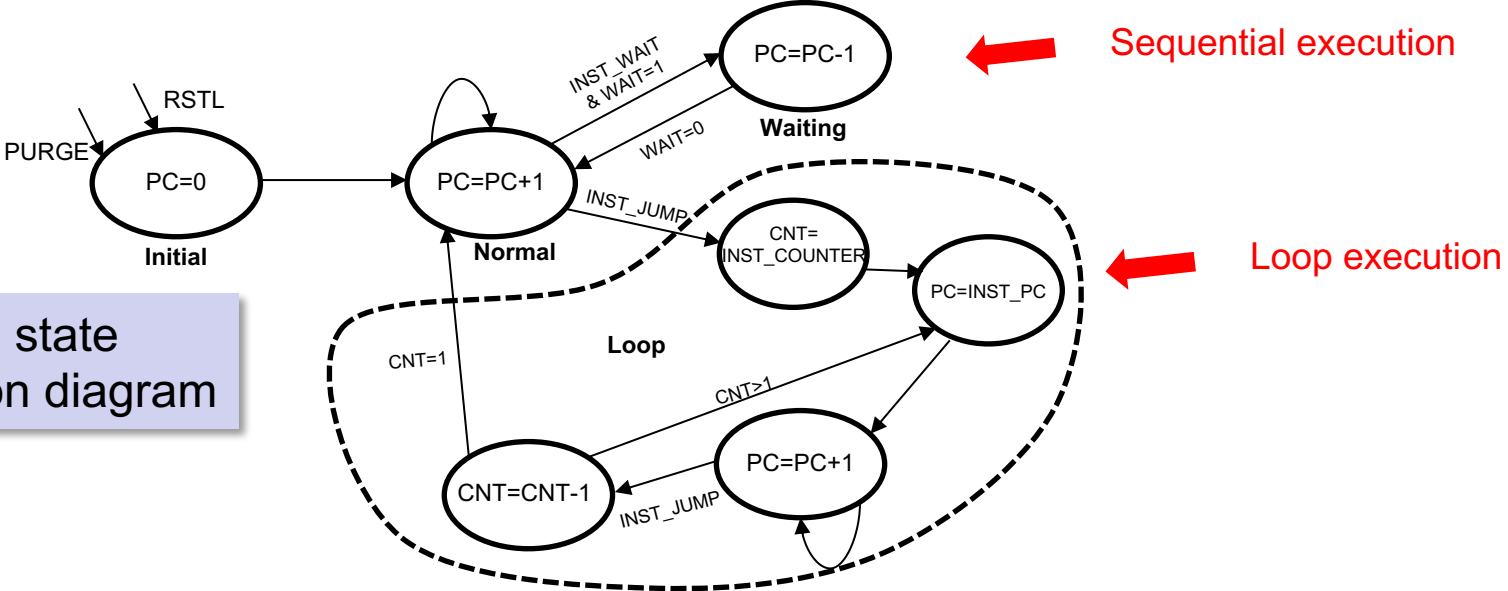 RSTL
PURGE
PC=0
Initial
PC=PC+1
Normal
INST_WAIT
& WAIT=1
WAIT=0
PC=PC-1
Waiting
Sequential execution
INST_JUMP
CNT=
INST_COUNTER
PC=INST_PC
Loop execution
Loop
state
on diagram
CNT=1
CNT>1
PC=PC+1
INST_JUMP
CNT=CNT-1